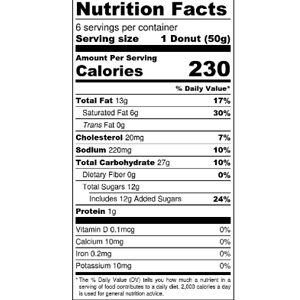 Nutrition Facts
6 servings per container
Serving size 1 Donut (50g)
Amount Per Serving
Calories 230
% Daily Value*
Total Fat 13g 17%
Saturated Fat 6g 30%
Trans Fat 0g
Cholesterol 20mg 7%
Sodium 220mg 10%
Total Carbohydrate 27g 10%
Dietary Fiber 0g 0%
Total Sugars 12g
Includes 12g Added Sugars 24%
Protein 1g
Vitamin D 0.1mcg 0%
Calcium 10mg 0%
Iron 0.2mg 0%
Potassium 10mg 0%
*The % Daily Value (DV) tells you how much a nutrient in a
serving of food contributes to a daily diet. 2,000 calories a day
is used for general nutrition advice.